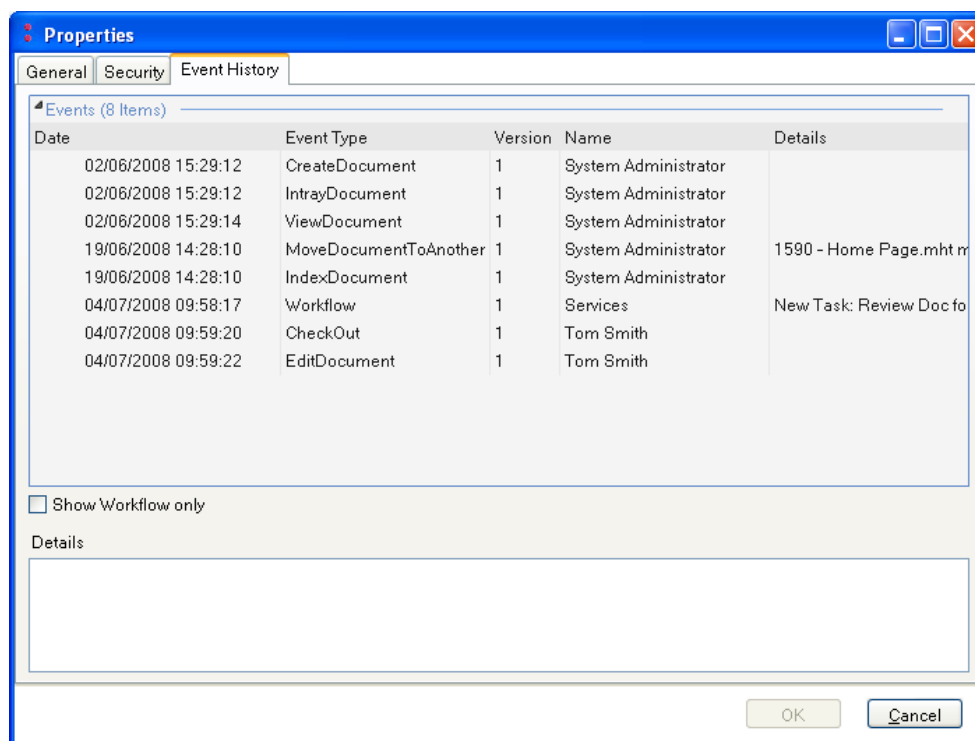 Properties
General Security Event History
Events (8 Items)
Date Event Type Version Name Details
02/06/2008 15:29:12 CreateDocument 1 System Administrator
02/06/2008 15:29:12 IntrayDocument 1 System Administrator
02/06/2008 15:29:14 ViewDocument 1 System Administrator
19/06/2008 14:28:10 MoveDocumentToAnother 1 System Administrator 1590 - Home Page.mht m
19/06/2008 14:28:10 IndexDocument 1 System Administrator
04/07/2008 09:58:17 Workflow 1 Services New Task: Review Doc fo
04/07/2008 09:59:20 CheckOut 1 Tom Smith
04/07/2008 09:59:22 EditDocument 1 Tom Smith
Show Workflow only
Details
OK Cancel